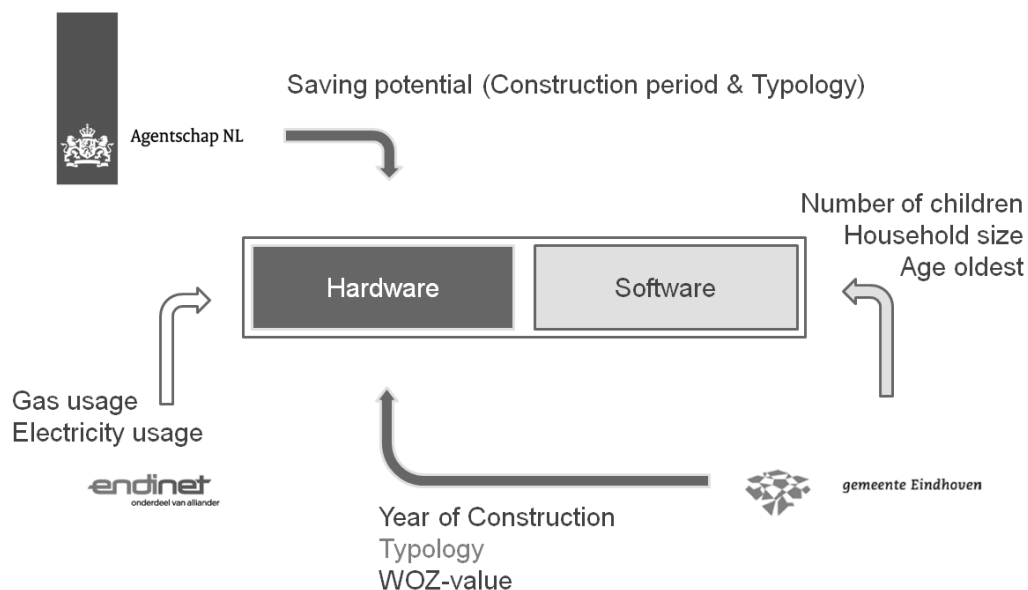 Saving potential (Construction period & Typology)
Agentschap NL
Number of children
Household size
Age oldest
Hardware
Software
Gas usage
Electricity usage
endinet
onderdeel van alliander
gemeente Eindhoven
Year of Construction
Typology
WOZ-value